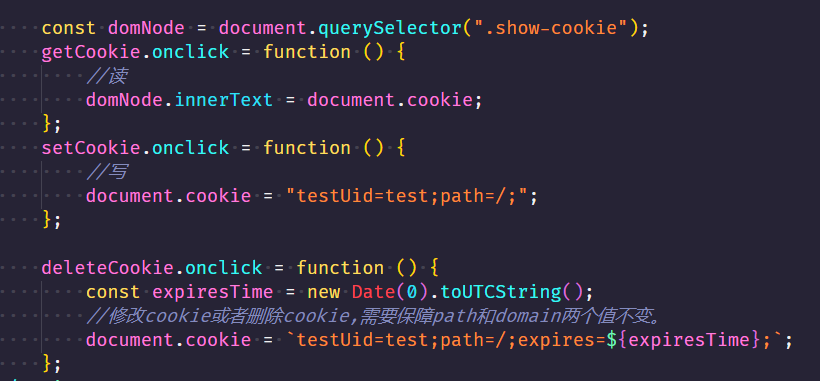 const domNode = document.querySelector(".show-cookie");
getCookie.onclick = function () {
//读
domNode.innerText = document.cookie;
};
setCookie.onclick = function () {
//写
document.cookie = "testUid=test;path=/;";
};
deleteCookie.onclick = function () {
const expiresTime = new Date(0).toUTCString();
//修改cookie或者删除cookie,需要保障path和domain两个值不变。
document.cookie = `testUid=test;path=/;expires=${expiresTime};`;
};